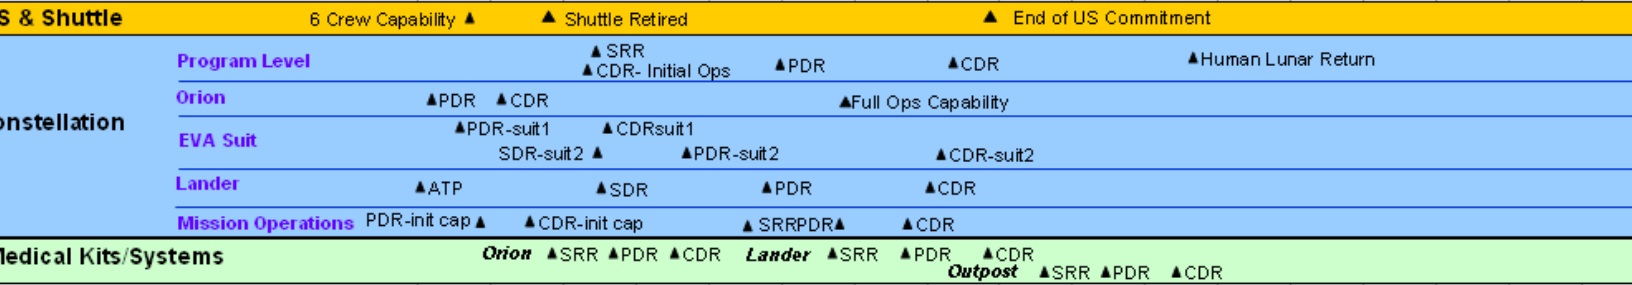 S & Shuttle 6 Crew Capability ▲ ▲ Shuttle Retired ▲ End of US Commitment
▲ SRR
Program Level ▲CDR- Initial Ops ▲PDR ▲CDR ▲Human Lunar Return
Orion ▲PDR ▲CDR ▲Full Ops Capability
onstellation
▲PDR-suit1 ▲CDRsuit1
EVA Suit
SDR-suit2 ▲ ▲PDR-suit2 ▲CDR-suit2
Lander ▲ATP ▲SDR ▲PDR ▲CDR
Mission Operations PDR-init cap▲ ▲CDR-init cap ▲ SRRPDR▲ ▲CDR
Medical Kits/Systems Orion ▲SRR ▲PDR ▲CDR Lander ▲SRR ▲PDR ▲CDR
Outpost ▲SRR ▲PDR ▲CDR